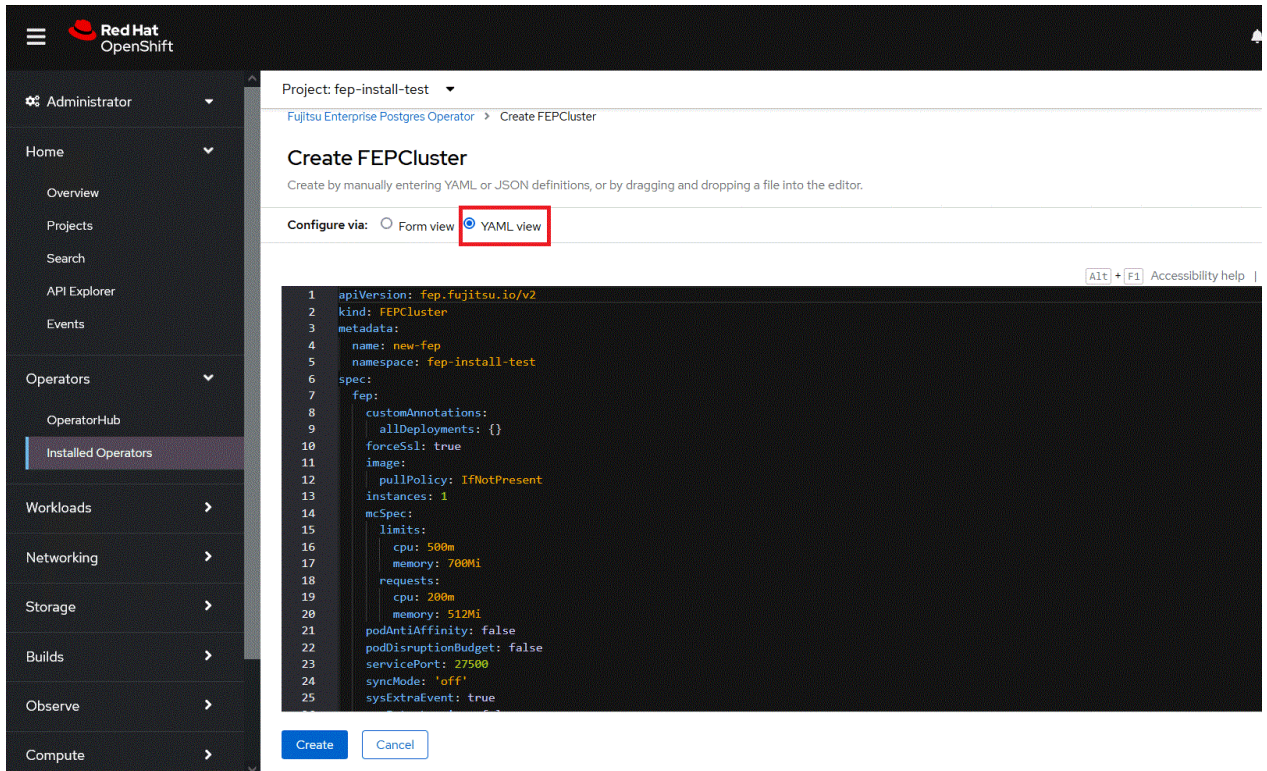 Red Hat
OpenShift
Administrator
Home
Overview
Projects
Search
API Explorer
Events
Operators
OperatorHub
Installed Operators
Workloads
Networking
Storage
Builds
Observe
Compute
Project: fep-install-test
Fujitsu Enterprise Postgres Operator > Create FEPCluster
Create FEPCluster
Create by manually entering YAML or JSON definitions, or by dragging and dropping a file into the editor.
Configure via: Form view YAML view
Alt + F1 Accessibility help |
1 apiVersion: fep.fujitsu.io/v2
2 kind: FEPCluster
3 metadata:
4 name: new-fep
5 namespace: fep-install-test
6 spec:
7 fep:
8 customAnnotations:
9 allDeployments: {}
10 forceSsl: true
11 image:
12 pullPolicy: IfNotPresent
13 instances: 1
14 mcSpec:
15 limits:
16 cpu: 500m
17 memory: 700Mi
18 requests:
19 cpu: 200m
20 memory: 512Mi
21 podAntiAffinity: false
22 podDisruptionBudget: false
23 servicePort: 27500
24 syncMode: 'off'
25 sysExtraEvent: true
Create Cancel